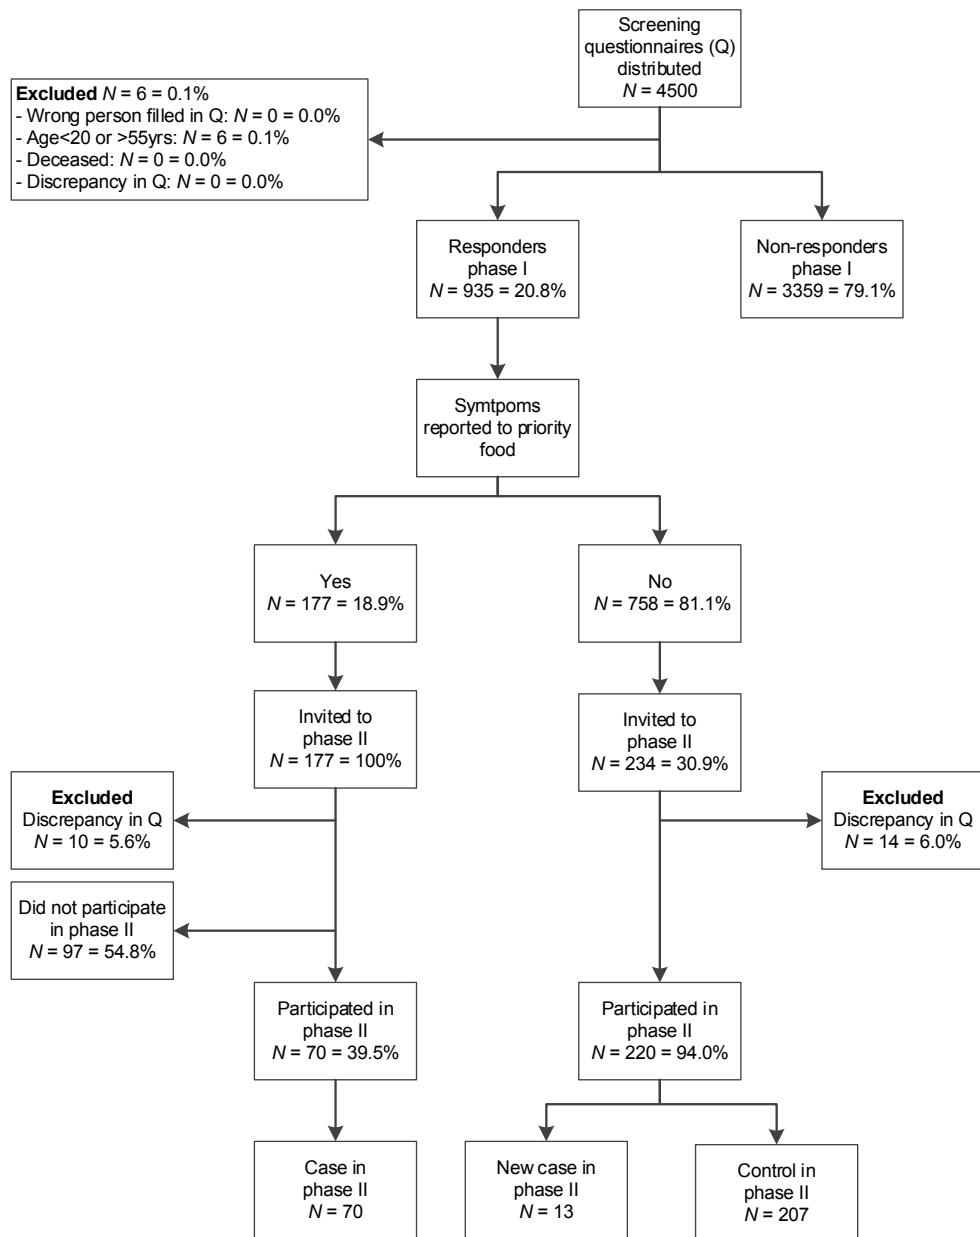 Screening
questionnaires (Q)
distributed
N = 4500
Excluded N = 6 = 0.1%
- Wrong person filled in Q: N = 0 = 0.0%
- Age<20 or >55yrs: N = 6 = 0.1%
- Deceased: N = 0 = 0.0%
- Discrepancy in Q: N = 0 = 0.0%
Responders
phase I
N = 935 = 20.8%
Non-responders
phase I
N = 3359 = 79.1%
Symtpoms
reported to priority
food
Yes
N = 177 = 18.9%
No
N = 758 = 81.1%
Invited to
phase II
N = 177 = 100%
Invited to
phase II
N = 234 = 30.9%
Excluded
Discrepancy in Q
N = 10 = 5.6%
Excluded
Discrepancy in Q
N = 14 = 6.0%
Did not participate
in phase II
N = 97 = 54.8%
Participated in
phase II
N = 70 = 39.5%
Participated in
phase II
N = 220 = 94.0%
Case in
phase II
N = 70
New case in
phase II
N = 13
Control in
phase II
N = 207